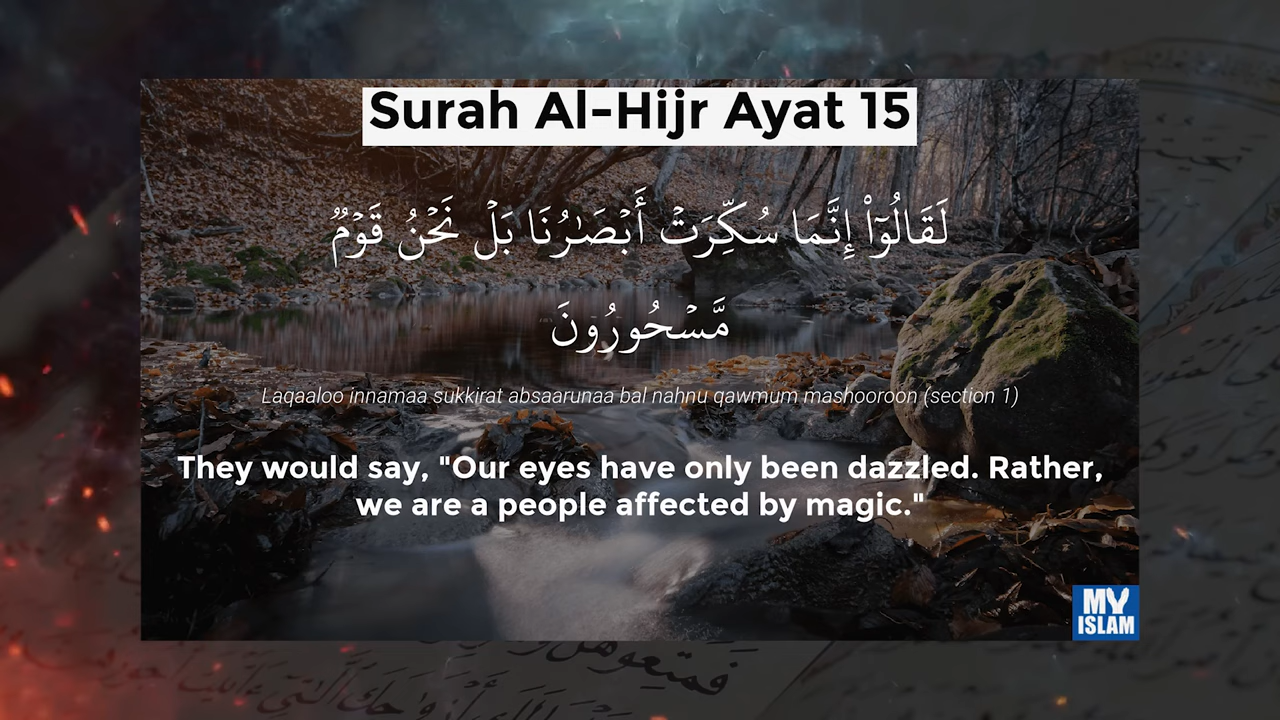 Surah Al-Hijr Ayat 15
لَقَالُوٓا۟ إِنَّمَا سُكِّرَتْ أَبْصَـٰرُنَا بَلْ نَحْنُ قَوْمٌ
مَّسْحُورُونَ
Laqaaloo innamaa sukkirat absaarunaa bal nahnu qawmum mashooroon (section 1)
They would say, "Our eyes have only been dazzled. Rather,
we are a people affected by magic."
MY
ISLAM